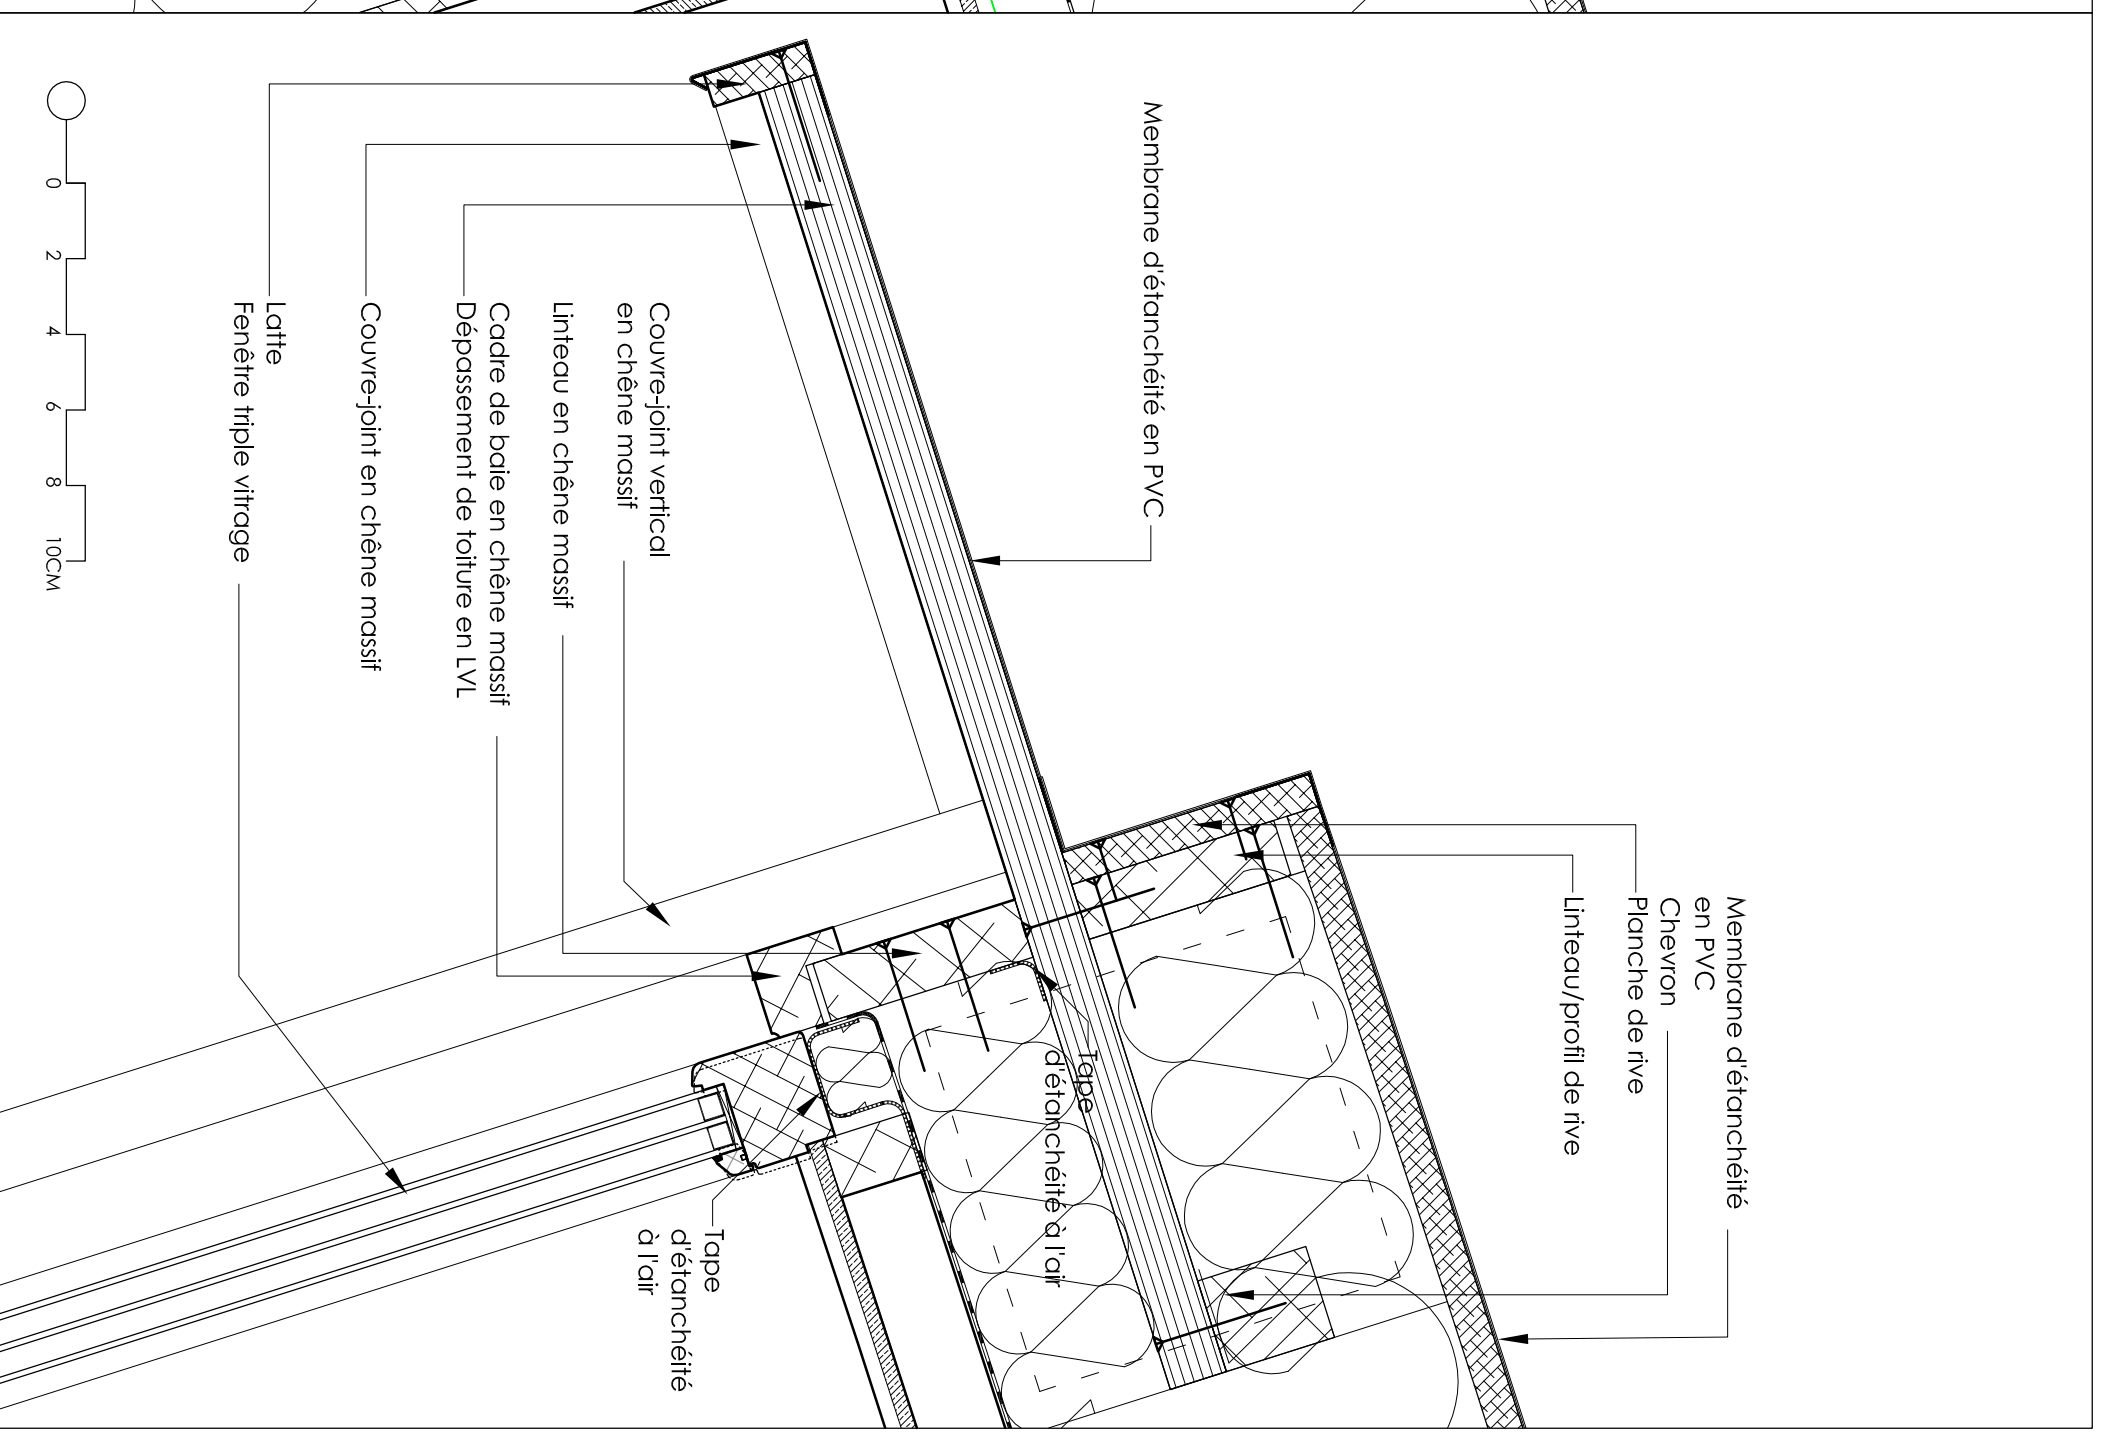 Membrane d'étanchéité
en PVC
Chevron
Planche de rive
Linteau/profil de rive
Membrane d'étanchéité en PVC
Tape
d'étanchéité à l'air
Tape
d'étanchéité
à l'air
Couvre-joint vertical
en chêne massif
Linteau en chêne massif
Cadre de baie en chêne massif
Dépassement de toiture en LVL
Couvre-joint en chêne massif
Latte
Fenêtre triple vitrage
0 2 4 6 8 10CM